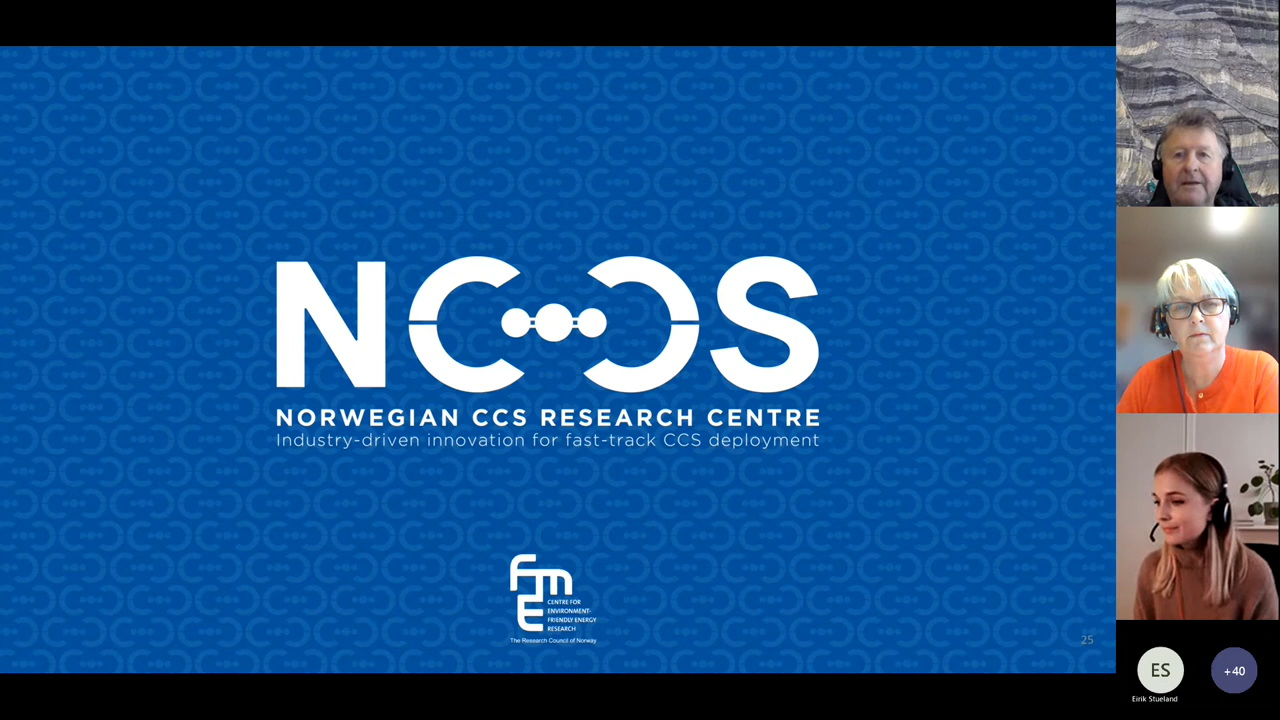 NCCS
NORWEGIAN CCS RESEARCH CENTRE
Industry-driven innovation for fast-track CCS deployment
fme
CENTRE FOR
ENVIRONMENT-
FRIENDLY ENERGY
RESEARCH
The Research Council of Norway
25
ES
+40
Eirik Stueland